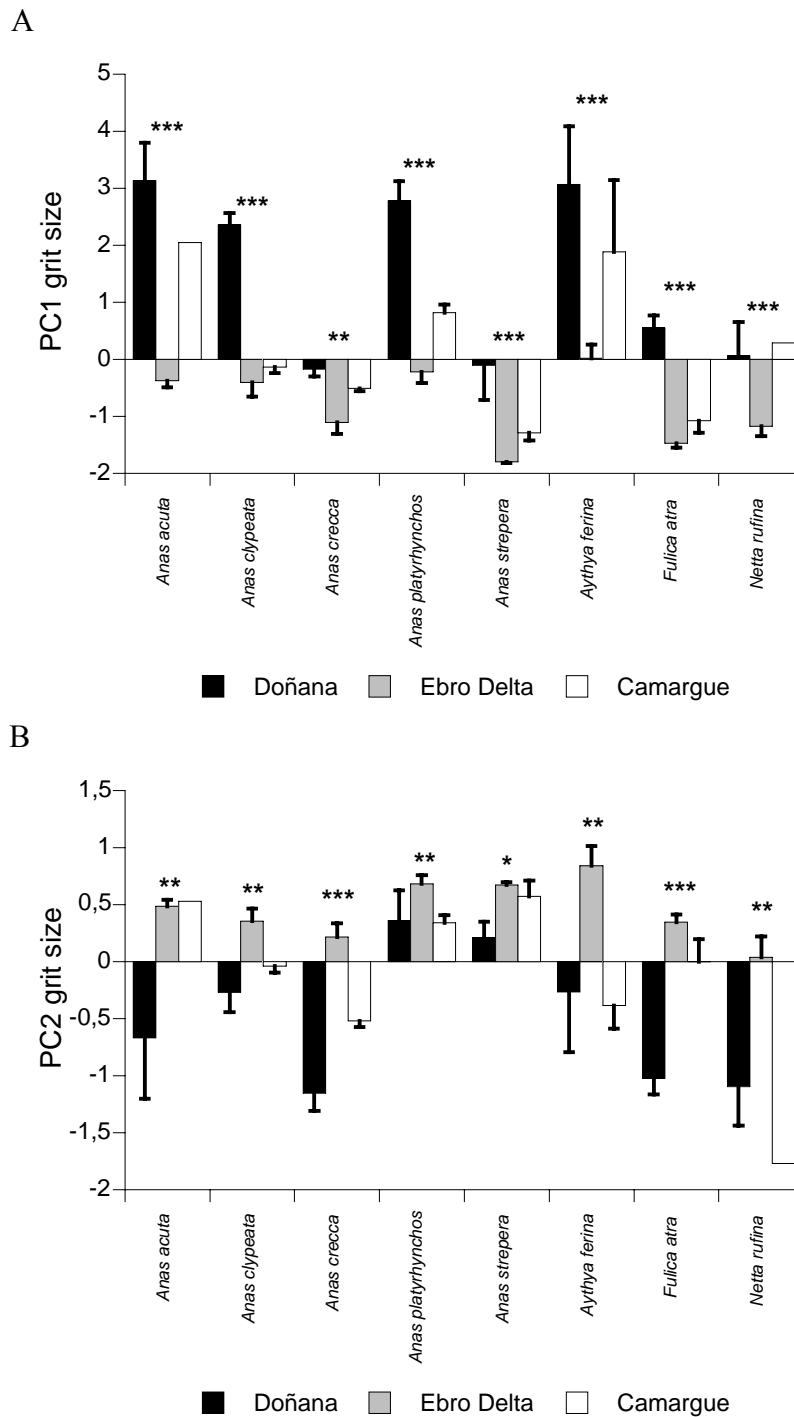 A
5
4
3
2
1
0
-1
-2
PC1 grit size
*** *** ** *** *** *** *** ***
Anas acuta
Anas clypeata
Anas crecca
Anas platyrhynchos
Anas strepera
Aythya ferina
Fulica atra
Netta rufina
Doñana Ebro Delta Camargue
B
1,5
1
0,5
0
-0,5
-1
-1,5
-2
PC2 grit size
** ** *** ** * ** *** **
Anas acuta
Anas clypeata
Anas crecca
Anas platyrhynchos
Anas strepera
Aythya ferina
Fulica atra
Netta rufina
Doñana Ebro Delta Camargue